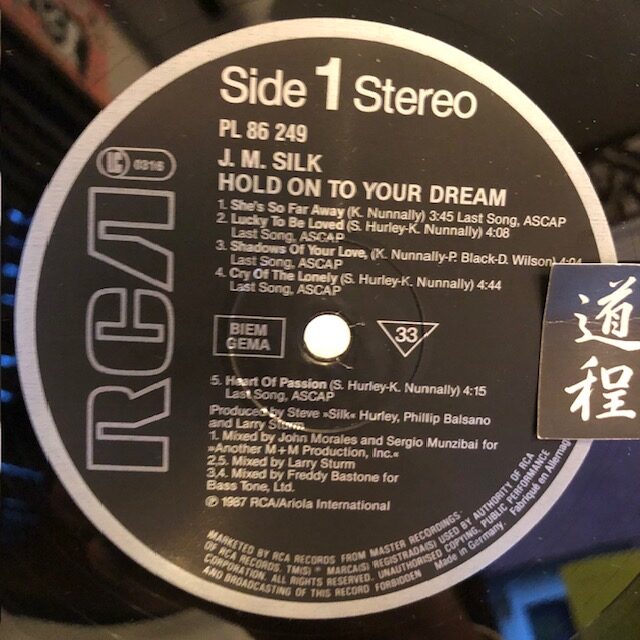 Side 1 Stereo
PL 86 249
LC 0316
J. M. SILK
HOLD ON TO YOUR DREAM
1. She's So Far Away (K. Nunnally) 3:45 Last Song, ASCAP
2. Lucky To Be Loved (S. Hurley-K. Nunnally) 4:08
Last Song, ASCAP
3. Shadows Of Your Love, (K. Nunnally-P. Black-D. Wilson)
Last Song, ASCAP
4. Cry Of The Lonely (S. Hurley-K. Nunnally) 4:44
Last Song, ASCAP
RCA
BIEM
GEMA
33
道程
5. Heart Of Passion (S. Hurley-K. Nunnally) 4:15
Last Song, ASCAP
Produced by Steve »Silk« Hurley, Phillip Balsano
and Larry Sturm
1. Mixed by John Morales and Sergio Munzibai for
»Another M+M Production, Inc.«
2.,5. Mixed by Larry Sturm
3.,4. Mixed by Freddy Bastone for
Bass Tone, Ltd.
℗ 1987 RCA/Ariola International
MARKETED BY RCA RECORDS FROM MASTER RECORDINGS.
OF RCA RECORDS. TM(S) ® MARCA(S) REGISTRADA(S) USED BY AUTHORITY OF RCA
CORPORATION. ALL RIGHTS RESERVED. UNAUTHORISED COPYING, PUBLIC PERFORMANCE
AND BROADCASTING OF THIS RECORD FORBIDDEN
Made in Germany. Fabriqué en